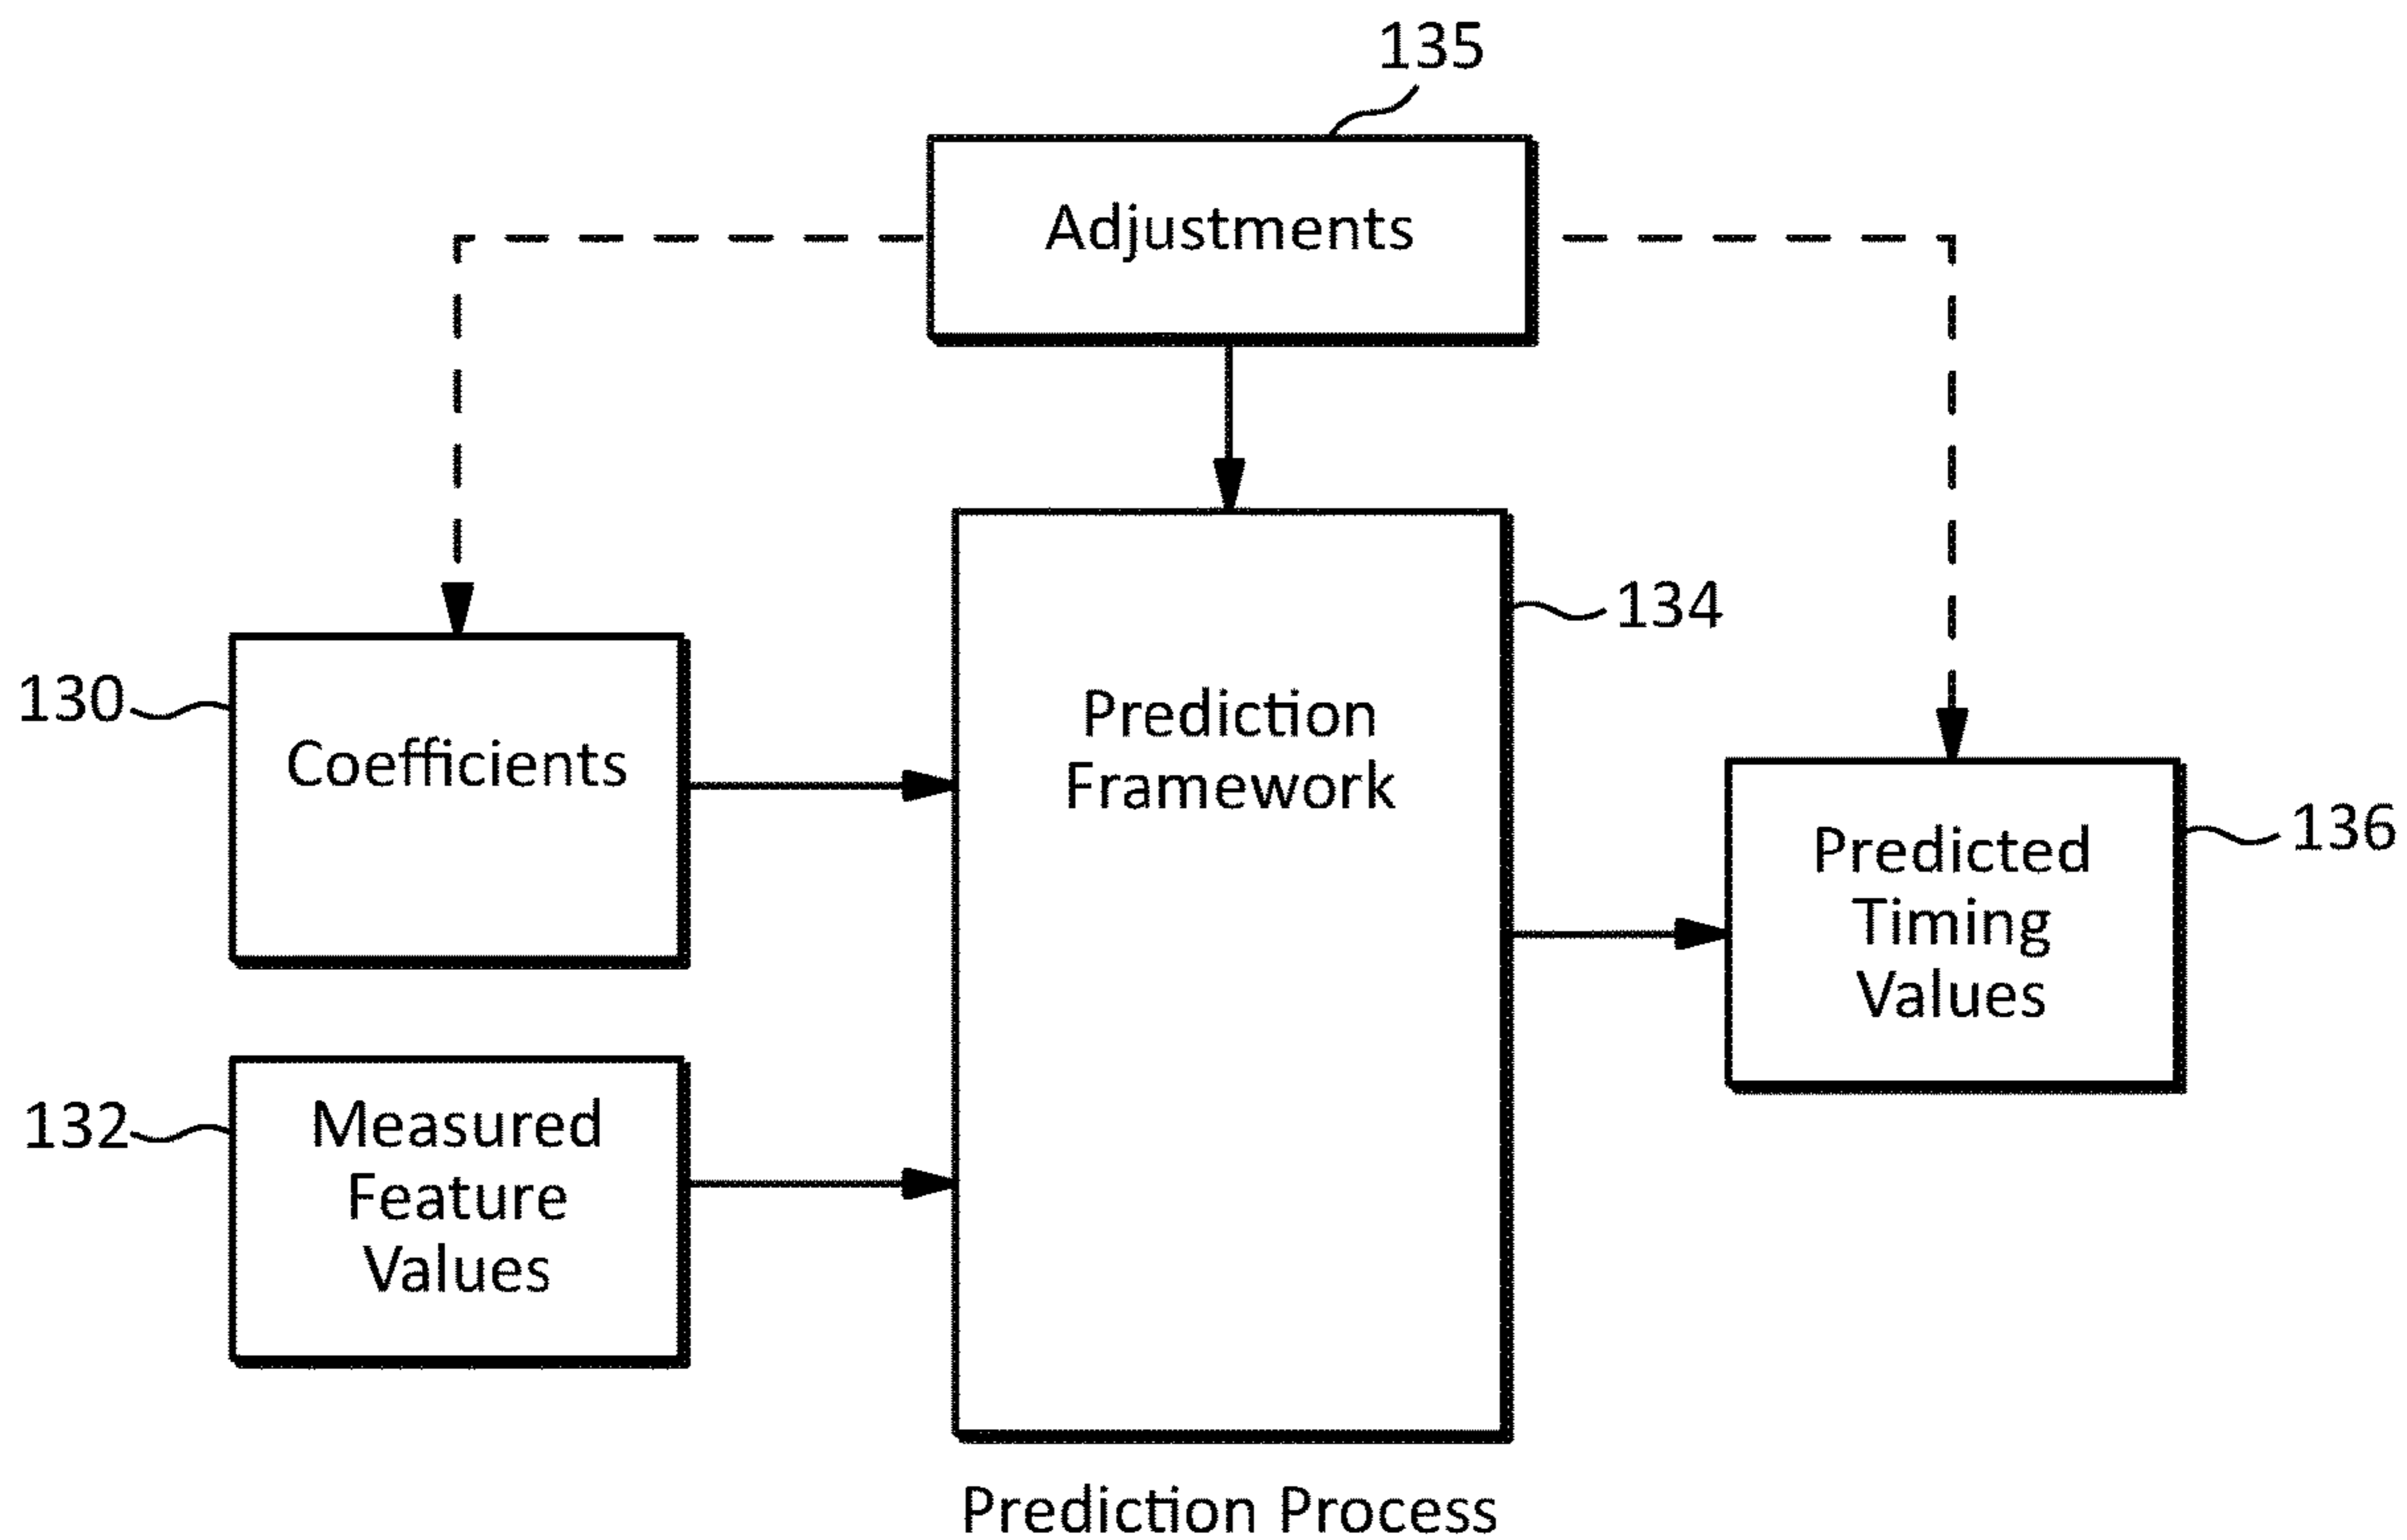 135
Adjustments
134
130
Prediction
Framework
Coefficients
136
Predicted
Timing
Values
132
Measured
Feature
Values
Prediction Process